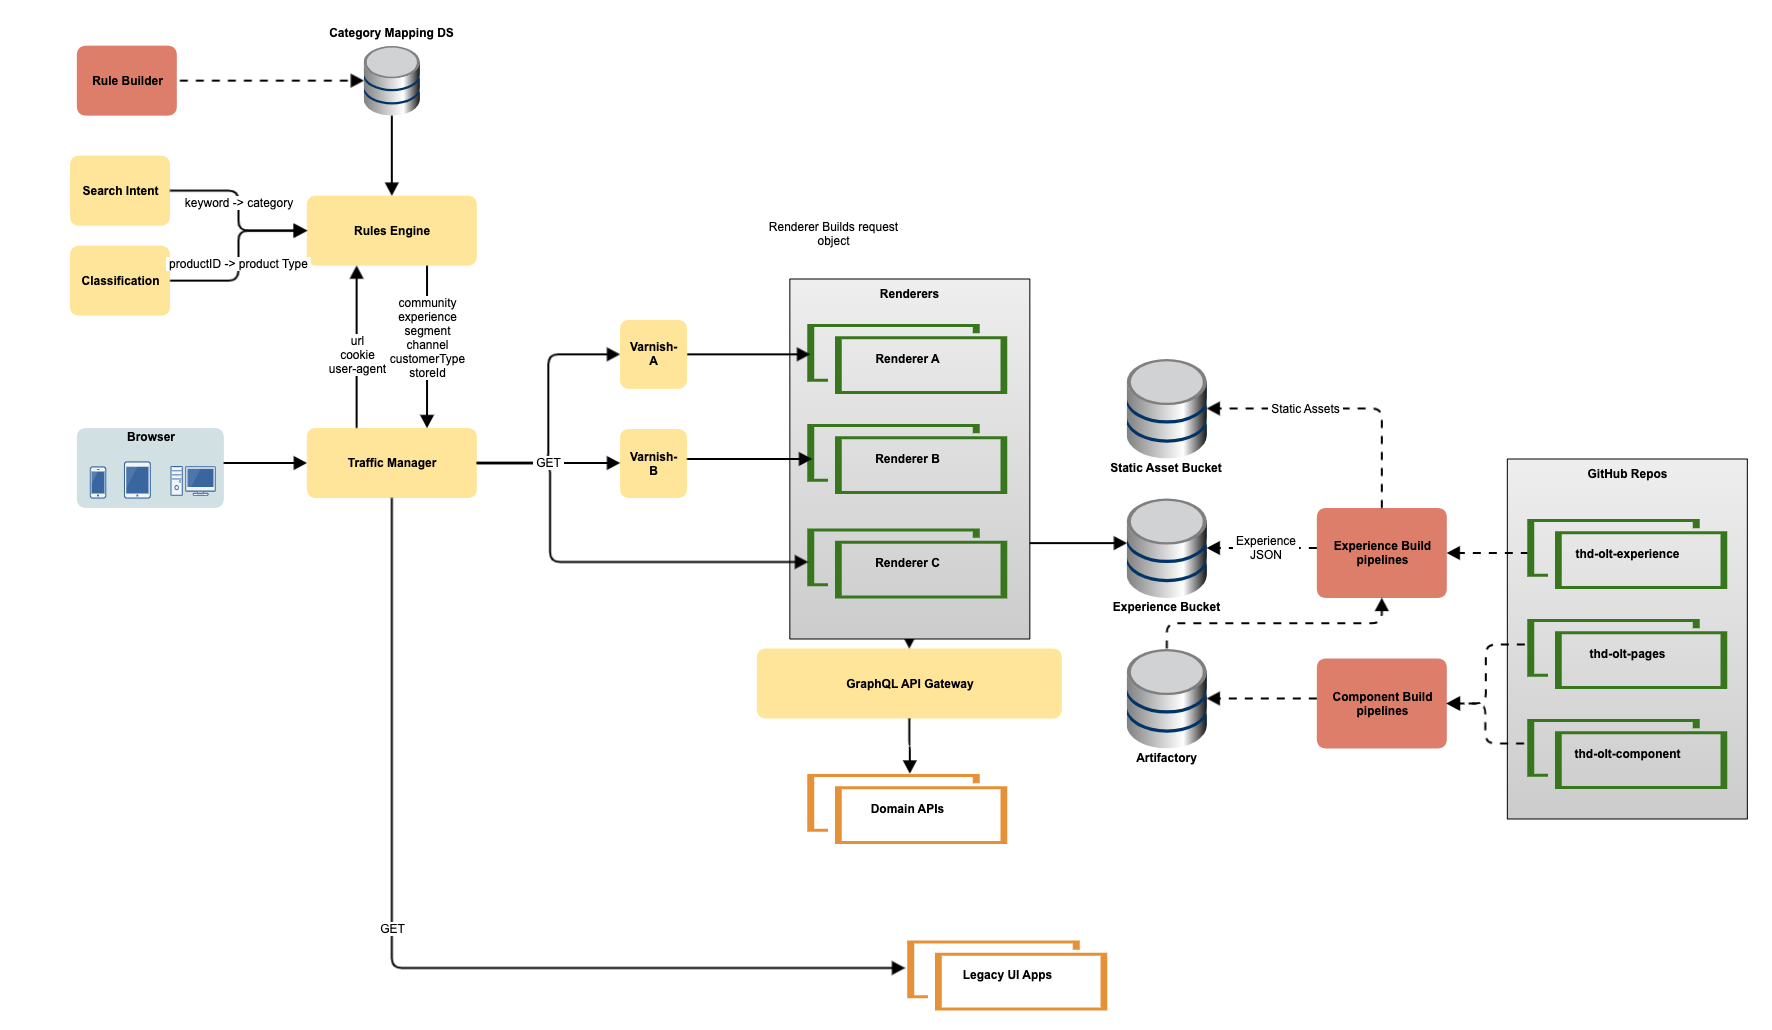 Category Mapping DS
Rule Builder
Search Intent
keyword -> category
Rules Engine
Classification
productID -> product Type
url
cookie
user-agent
community
experience
segment
channel
customerType
storeId
Browser
Traffic Manager
GET
Varnish-
A
Varnish-
B
Renderer Builds request
object
Renderers
Renderer A
Renderer B
Renderer C
GraphQL API Gateway
Domain APIs
GET
Legacy UI Apps
Static Assets
Static Asset Bucket
Experience
JSON
Experience Bucket
Artifactory
Experience Build
pipelines
Component Build
pipelines
GitHub Repos
thd-olt-experience
thd-olt-pages
thd-olt-component